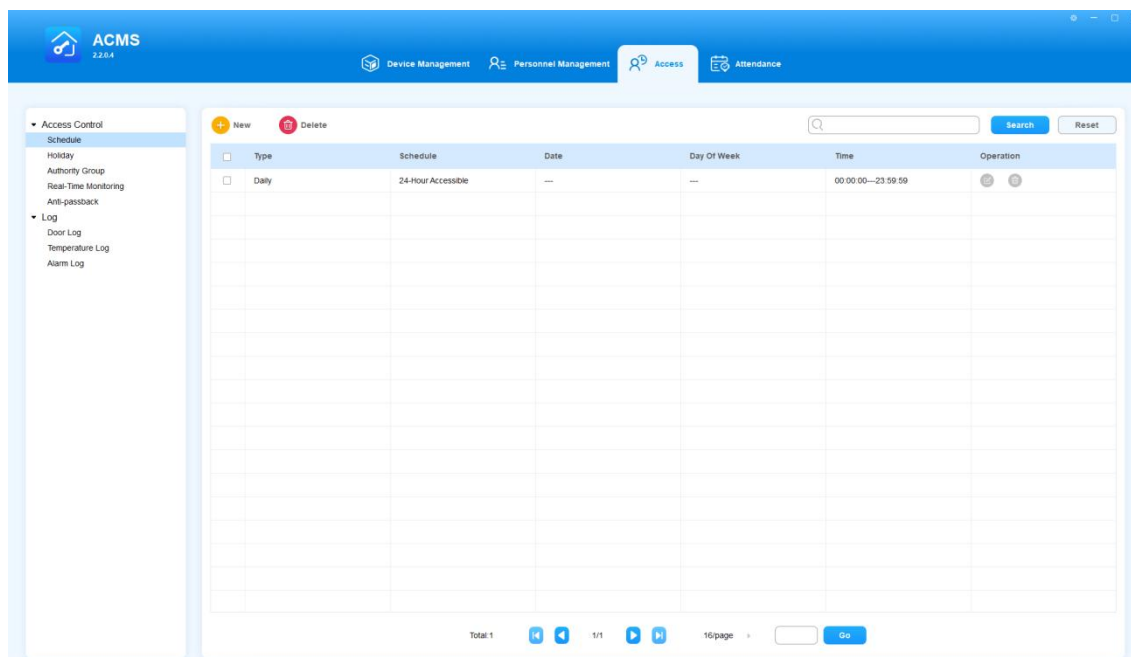 ACMS
2.2.0.4
Device Management Personnel Management Access Attendance
Access Control
Schedule
Holiday
Authority Group
Real-Time Monitoring
Anti-passback
Log
Door Log
Temperature Log
Alarm Log
New Delete Search Reset
Type Schedule Date Day Of Week Time Operation
Daily 24-Hour Accessible --- --- 00:00:00---23:59:59
Total:1 1/1 16/page Go